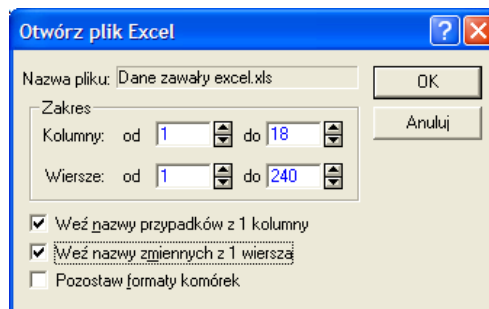 Otwórz plik Excel
Nazwa pliku: Dane zawały excel.xls
OK
Zakres
Kolumny: od 1 do 18
Anuluj
Wiersze: od 1 do 240
Weź nazwy przypadków z 1 kolumny
Weź nazwy zmiennych z 1 wiersza
Pozostaw formaty komórek